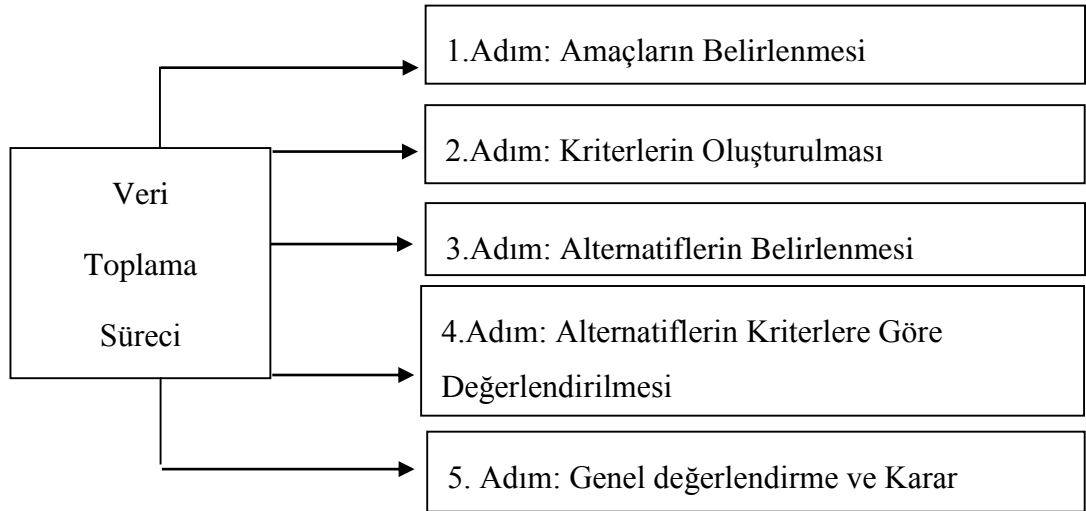 1.Adım: Amaçların Belirlenmesi
2.Adım: Kriterlerin Oluşturulması
Veri
Toplama
Süreci
3.Adım: Alternatiflerin Belirlenmesi
4.Adım: Alternatiflerin Kriterlere Göre
Değerlendirilmesi
5. Adım: Genel değerlendirme ve Karar